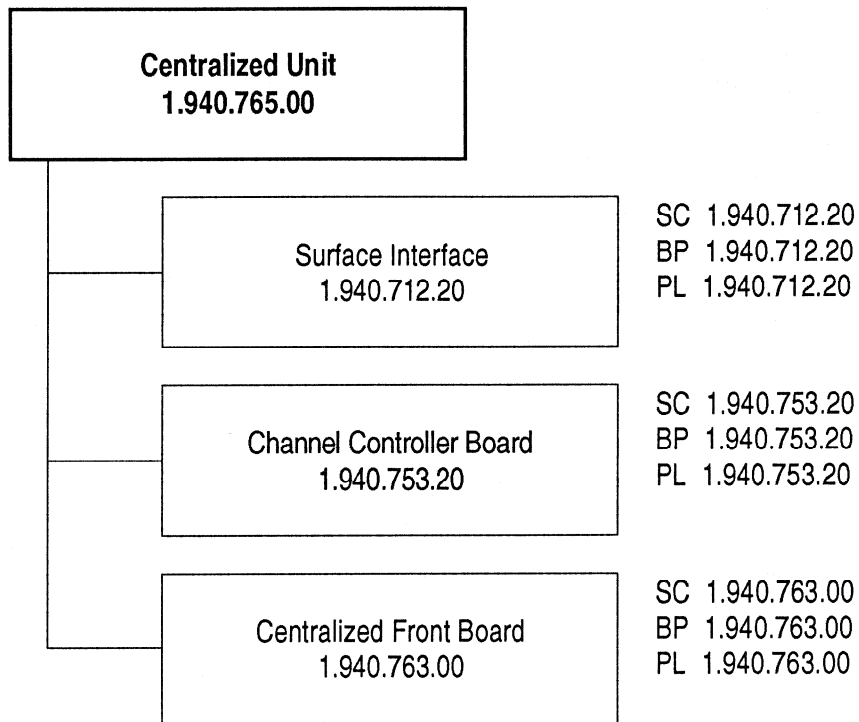 Centralized Unit
1.940.765.00
Surface Interface
1.940.712.20
SC 1.940.712.20
BP 1.940.712.20
PL 1.940.712.20
Channel Controller Board
1.940.753.20
SC 1.940.753.20
BP 1.940.753.20
PL 1.940.753.20
Centralized Front Board
1.940.763.00
SC 1.940.763.00
BP 1.940.763.00
PL 1.940.763.00